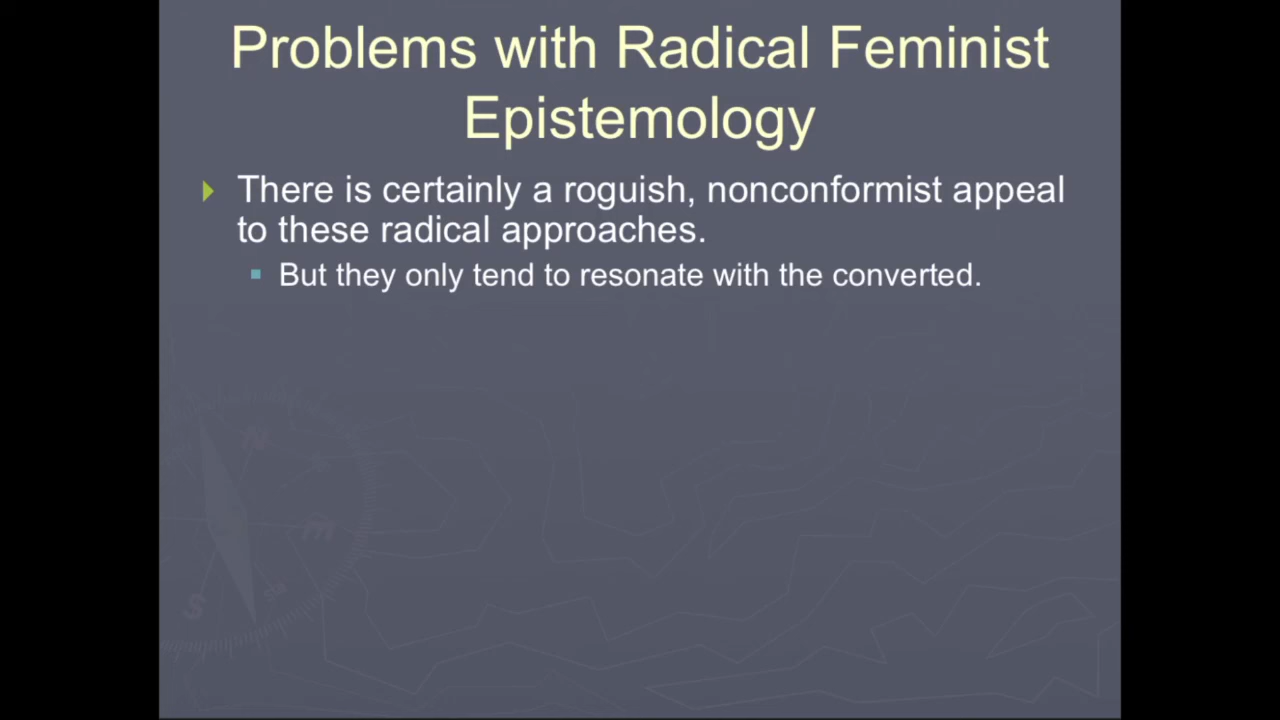 Problems with Radical Feminist
Epistemology
There is certainly a roguish, nonconformist appeal
to these radical approaches.
But they only tend to resonate with the converted.
N
E
S